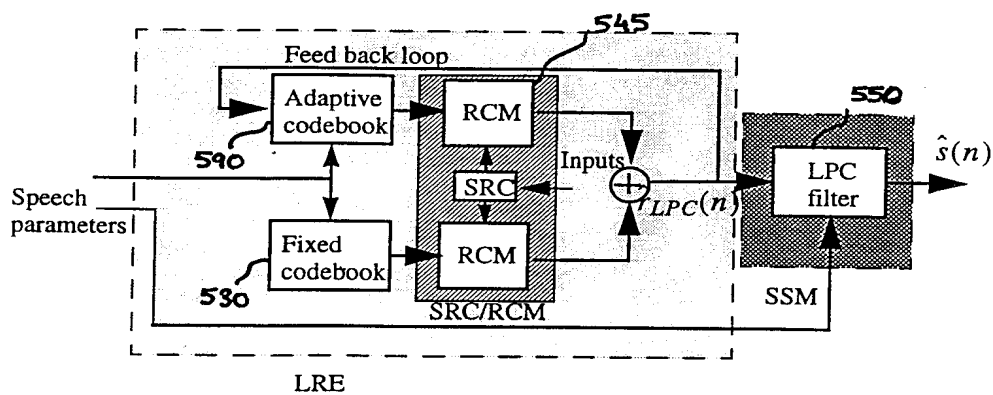 545
Feed back loop
550
Adaptive
codebook
RCM
590
Inputs
SRC
LPC
filter
ŝ(n)
r_LPC(n)
Speech
parameters
Fixed
codebook
RCM
530
SRC/RCM
SSM
LRE